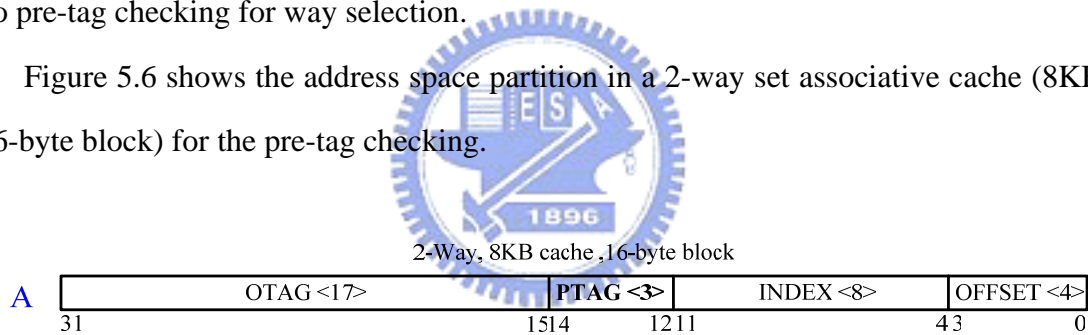 pre-tag checking for way selection.
Figure 5.6 shows the address space partition in a 2-way set associative cache (8KB
6-byte block) for the pre-tag checking.
E S A
1896
2-Way, 8KB cache ,16-byte block
A OTAG <17> PTAG <3> INDEX <8> OFFSET <4>
31 15 14 12 11 4 3 0